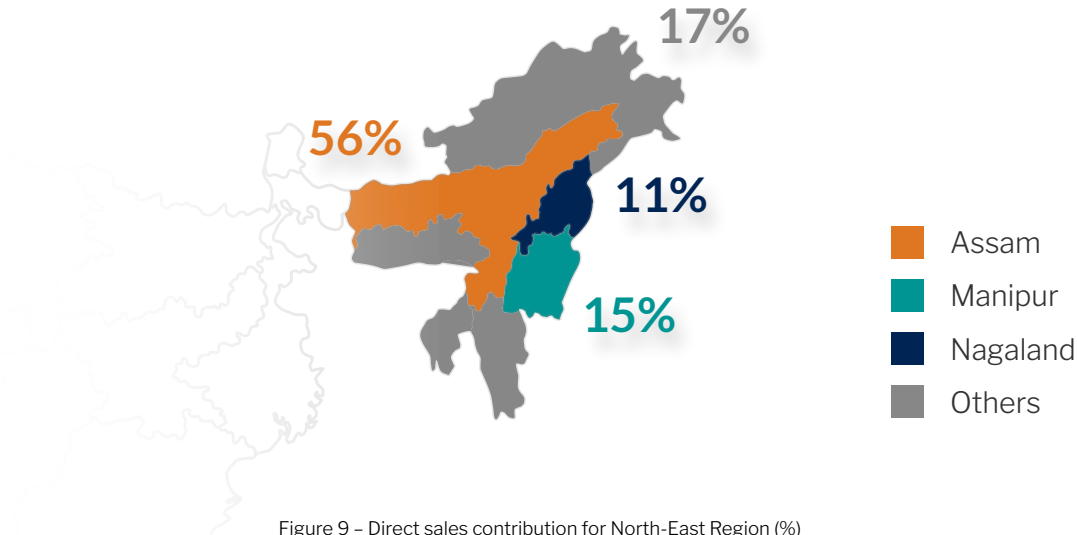 17%
56%
11%
15%
Assam
Manipur
Nagaland
Others
Figure 9 – Direct sales contribution for North-East Region (%)